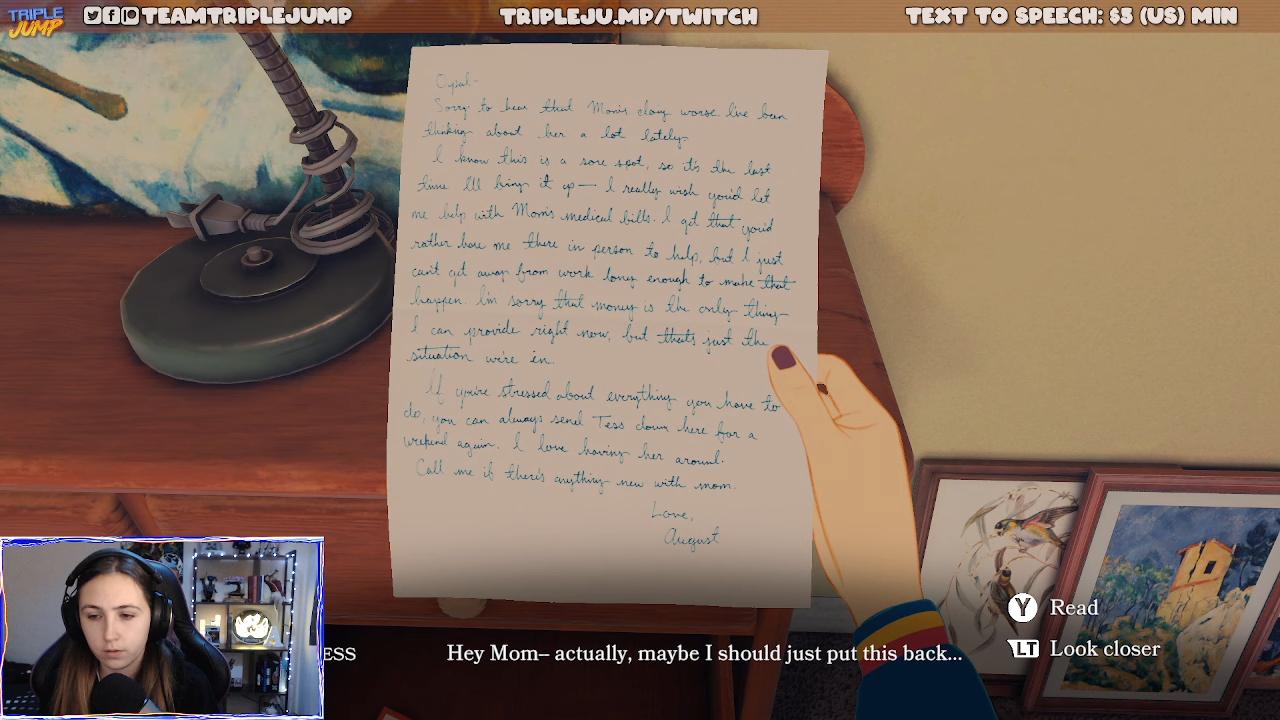 TRIPLE
JUMP
TEAMTRIPLEJUMP
TRIPLEJU.MP/TWITCH
TEXT TO SPEECH: $5 (US) MIN
Opal-
Sorry to hear that Mom's doing worse. I've been
thinking about her a lot lately.
I know this is a sore spot, so it's the last
time I'll bring it up— I really wish you'd let
me help with Mom's medical bills. I get that you'd
rather have me there in person to help, but I just
can't get away from work long enough to make that
happen. I'm sorry that money is the only thing
I can provide right now, but that's just the
situation we're in.
If you're stressed about everything you have to
do, you can always send Tess down here for a
weekend again. I love having her around.
Call me if there's anything new with mom.
Love,
August
Y Read
LT Look closer
ESS
Hey Mom– actually, maybe I should just put this back...